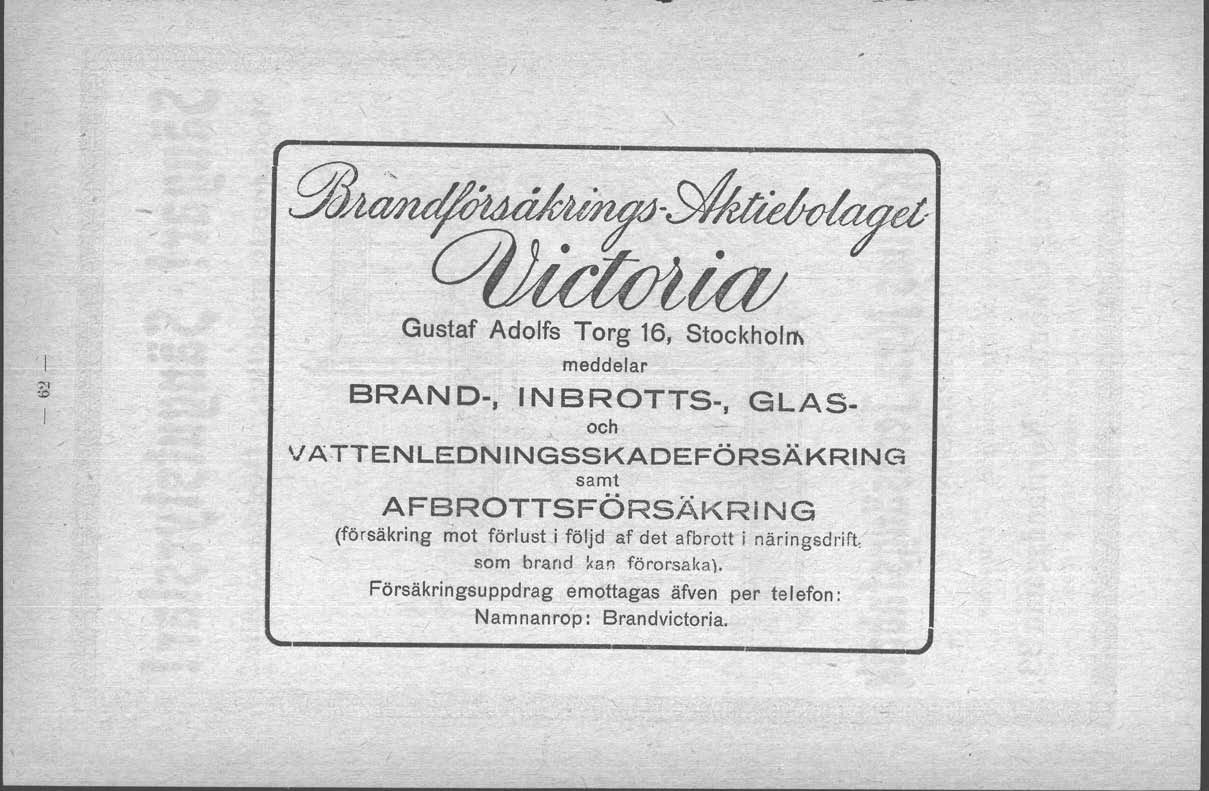 Brandförsäkrings-Aktiebolaget
Victoria
Gustaf Adolfs Torg 16, Stockholm
meddelar
BRAND-, INBROTTS-, GLAS-
och
VATTENLEDNINGSSKADEFÖRSÄKRING
samt
AFBROTTSFÖRSÄKRING
(försäkring mot förlust i följd af det afbrott i näringsdrift,
som brand kan förorsaka).
Försäkringsuppdrag emottagas äfven per telefon:
Namnanrop: Brandvictoria.
— 62 —